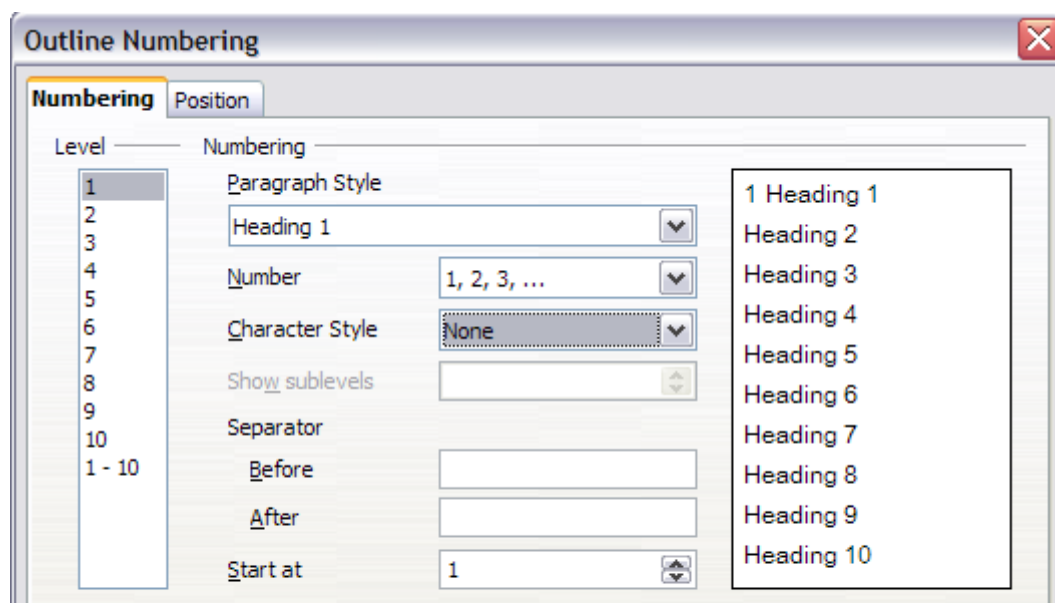 Outline Numbering
Numbering Position
Level
1
2
3
4
5
6
7
8
9
10
1 - 10
Numbering
Paragraph Style
Heading 1
Number 1, 2, 3, ...
Character Style None
Show sublevels
Separator
Before
After
Start at 1
1 Heading 1
Heading 2
Heading 3
Heading 4
Heading 5
Heading 6
Heading 7
Heading 8
Heading 9
Heading 10